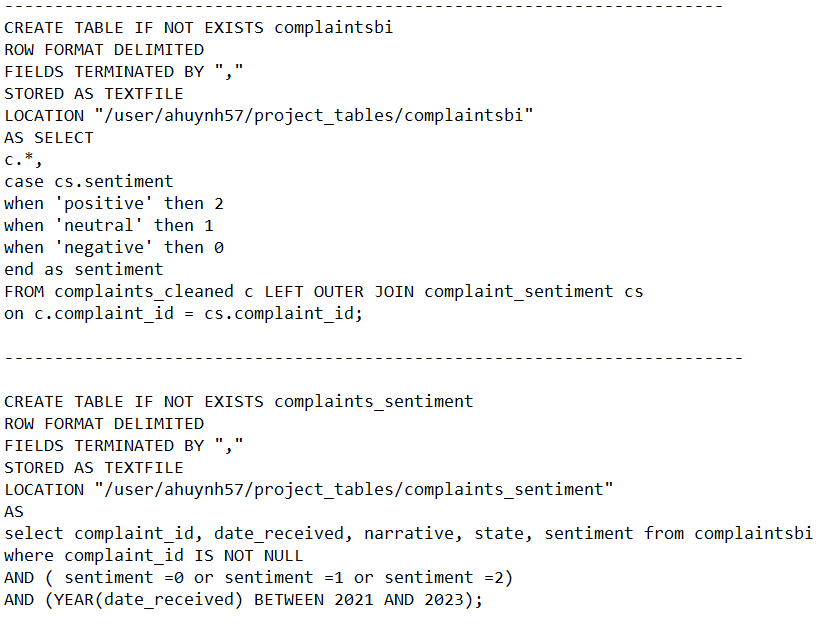 ------------------------------------------------------------------------
CREATE TABLE IF NOT EXISTS complaintsbi
ROW FORMAT DELIMITED
FIELDS TERMINATED BY ","
STORED AS TEXTFILE
LOCATION "/user/ahuynh57/project_tables/complaintsbi"
AS SELECT
c.*,
case cs.sentiment
when 'positive' then 2
when 'neutral' then 1
when 'negative' then 0
end as sentiment
FROM complaints_cleaned c LEFT OUTER JOIN complaint_sentiment cs
on c.complaint_id = cs.complaint_id;
--------------------------------------------------------------------------
CREATE TABLE IF NOT EXISTS complaints_sentiment
ROW FORMAT DELIMITED
FIELDS TERMINATED BY ","
STORED AS TEXTFILE
LOCATION "/user/ahuynh57/project_tables/complaints_sentiment"
AS
select complaint_id, date_received, narrative, state, sentiment from complaintsbi
where complaint_id IS NOT NULL
AND ( sentiment =0 or sentiment =1 or sentiment =2)
AND (YEAR(date_received) BETWEEN 2021 AND 2023);